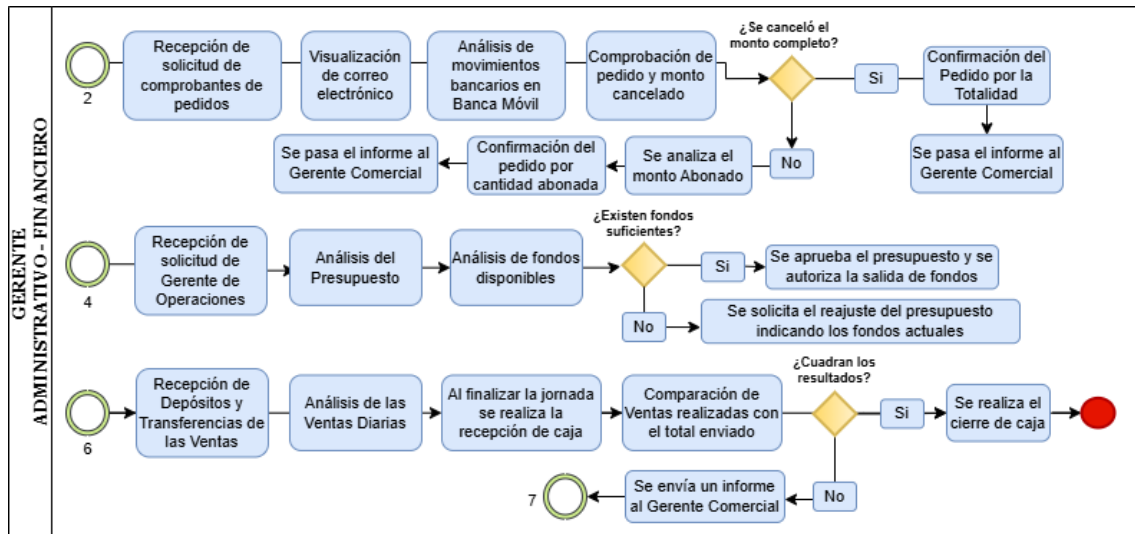 GERENTE
ADMINISTRATIVO - FINANCIERO
2
Recepción de
solicitud de
comprobantes de
pedidos
Visualización
de correo
electrónico
Análisis de
movimientos
bancarios en
Banca Móvil
Comprobación de
pedido y monto
cancelado
¿Se canceló el
monto completo?
Si
Confirmación del
Pedido por la
Totalidad
Se pasa el informe al
Gerente Comercial
No
Se analiza el
monto Abonado
Confirmación del
pedido por
cantidad abonada
Se pasa el informe al
Gerente Comercial
4
Recepción de
solicitud de
Gerente de
Operaciones
Análisis del
Presupuesto
Análisis de fondos
disponibles
¿Existen fondos
suficientes?
Si
Se aprueba el presupuesto y se
autoriza la salida de fondos
No
Se solicita el reajuste del presupuesto
indicando los fondos actuales
6
Recepción de
Depósitos y
Transferencias de
las Ventas
Análisis de las
Ventas Diarias
Al finalizar la jornada
se realiza la
recepción de caja
Comparación de
Ventas realizadas con
el total enviado
¿Cuadran los
resultados?
Si
Se realiza el
cierre de caja
No
Se envía un informe
al Gerente Comercial
7